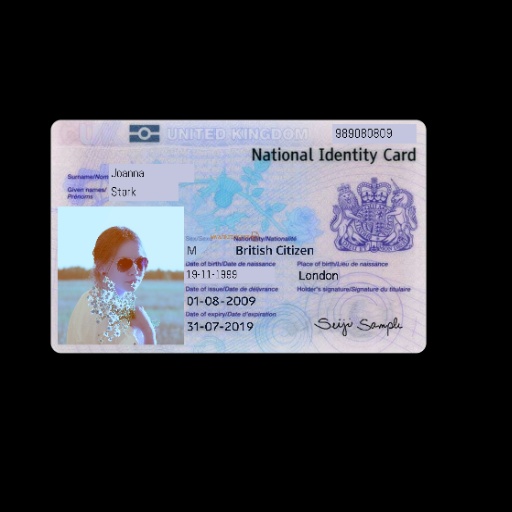 UNITED KINGDOM 989080809
National Identity Card
Surname/Nom Joanna
Given names/ Stark
Prénoms
Sex/Sexe Nationality/Nationalité
M British Citizen
Date of birth/Date de naissance Place of birth/Lieu de naissance
19-11-1989 London
Date of issue/Date de délivrance Holder's signature/Signature du titulaire
01-08-2009
Date of expiry/Date d'expiration
31-07-2019 Seiji Sample